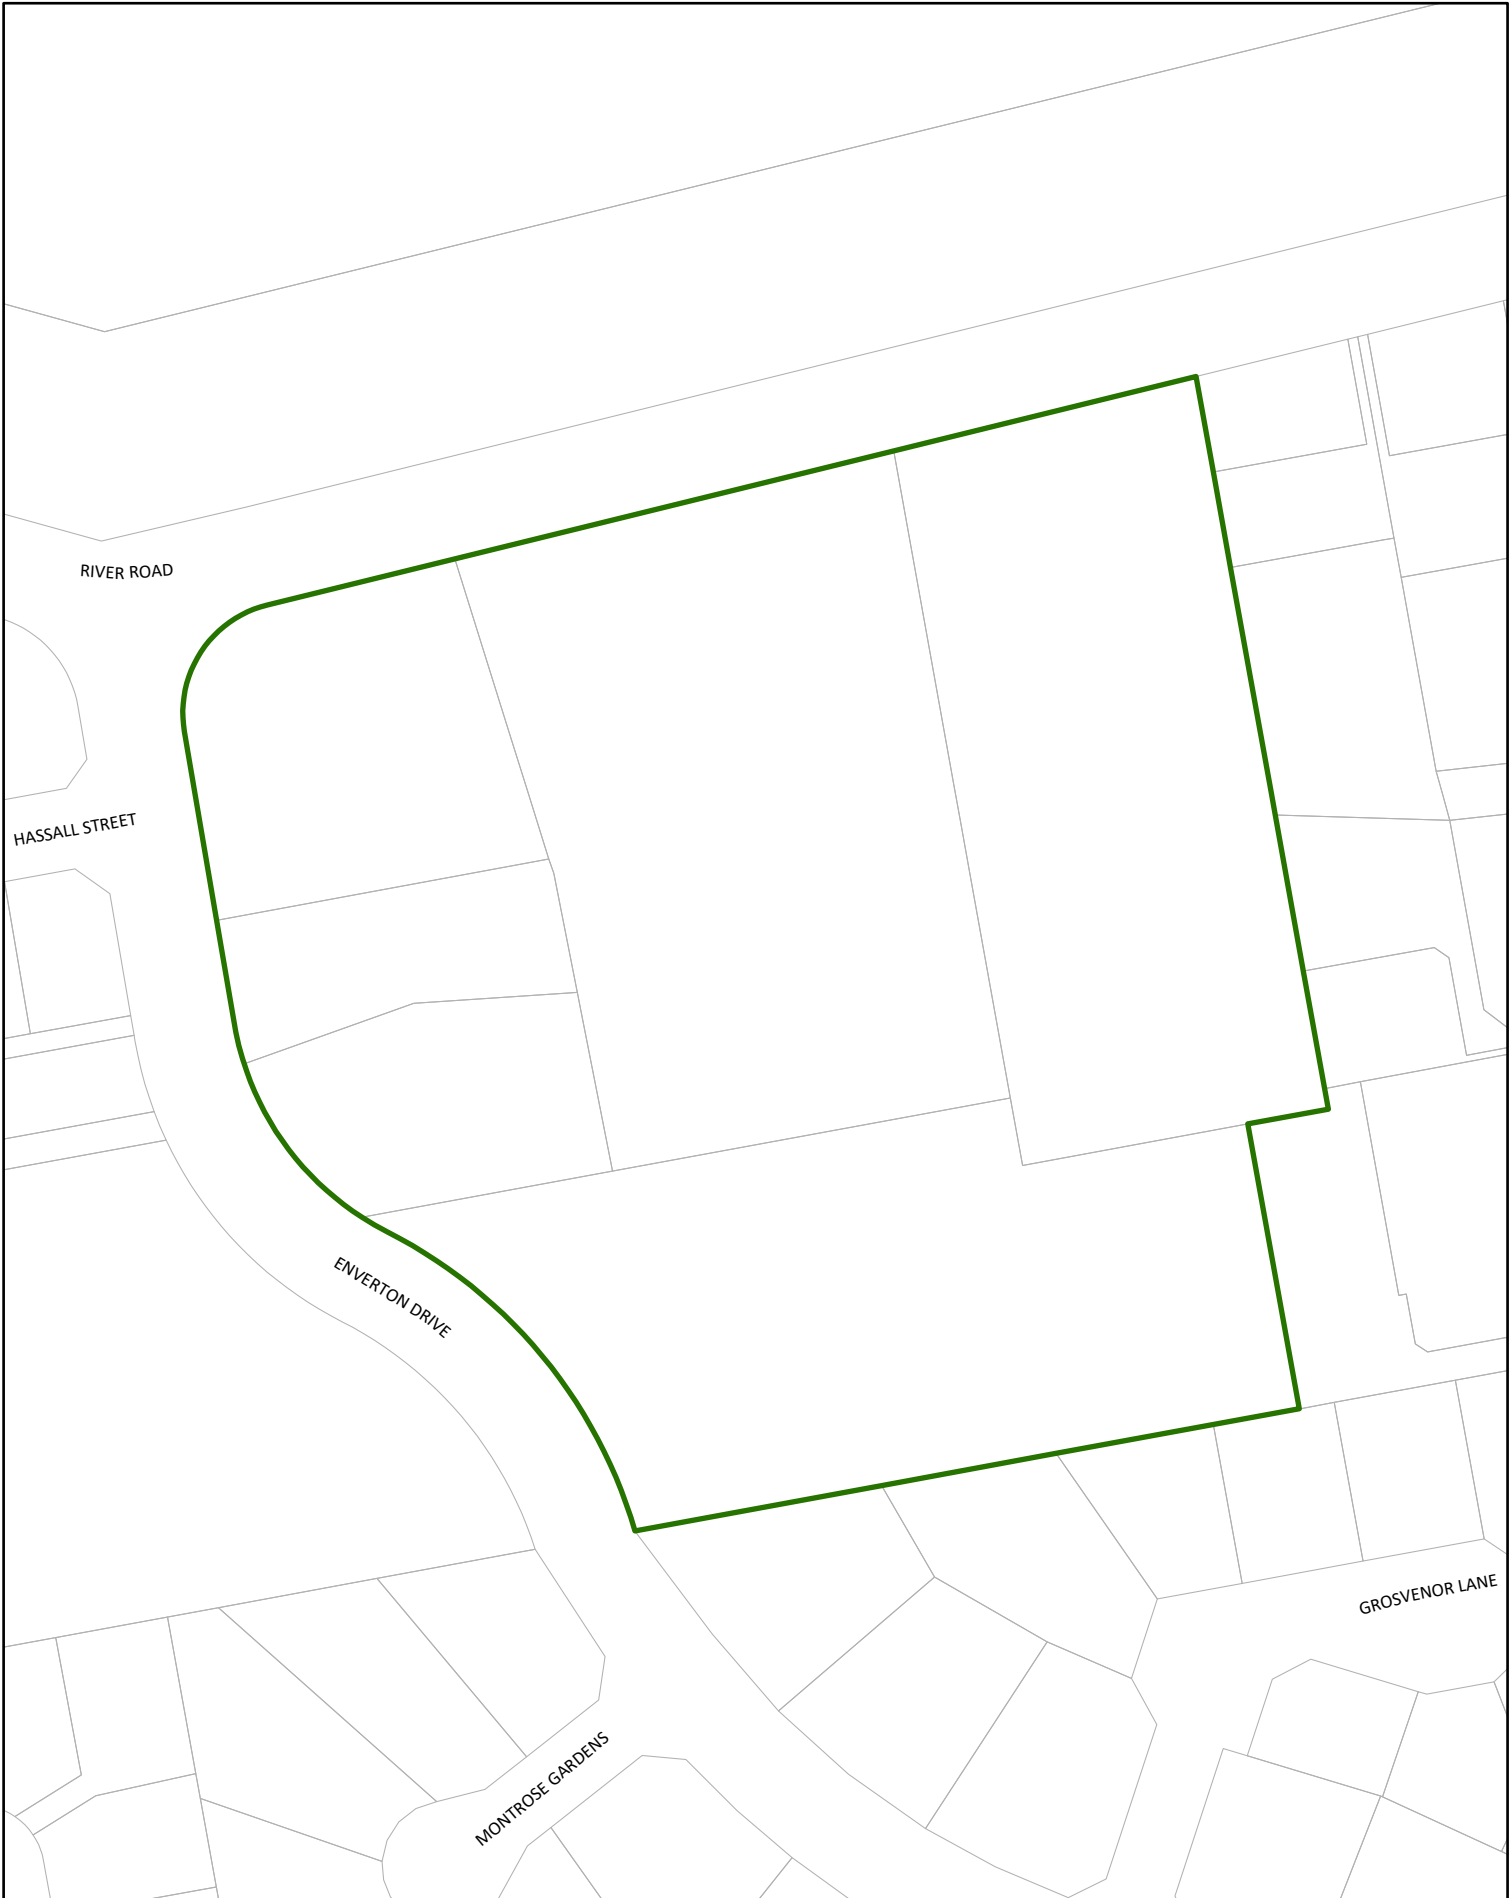 RIVER ROAD
HASSALL STREET
ENVERTON DRIVE
GROSVENOR LANE
MONTROSE GARDENS